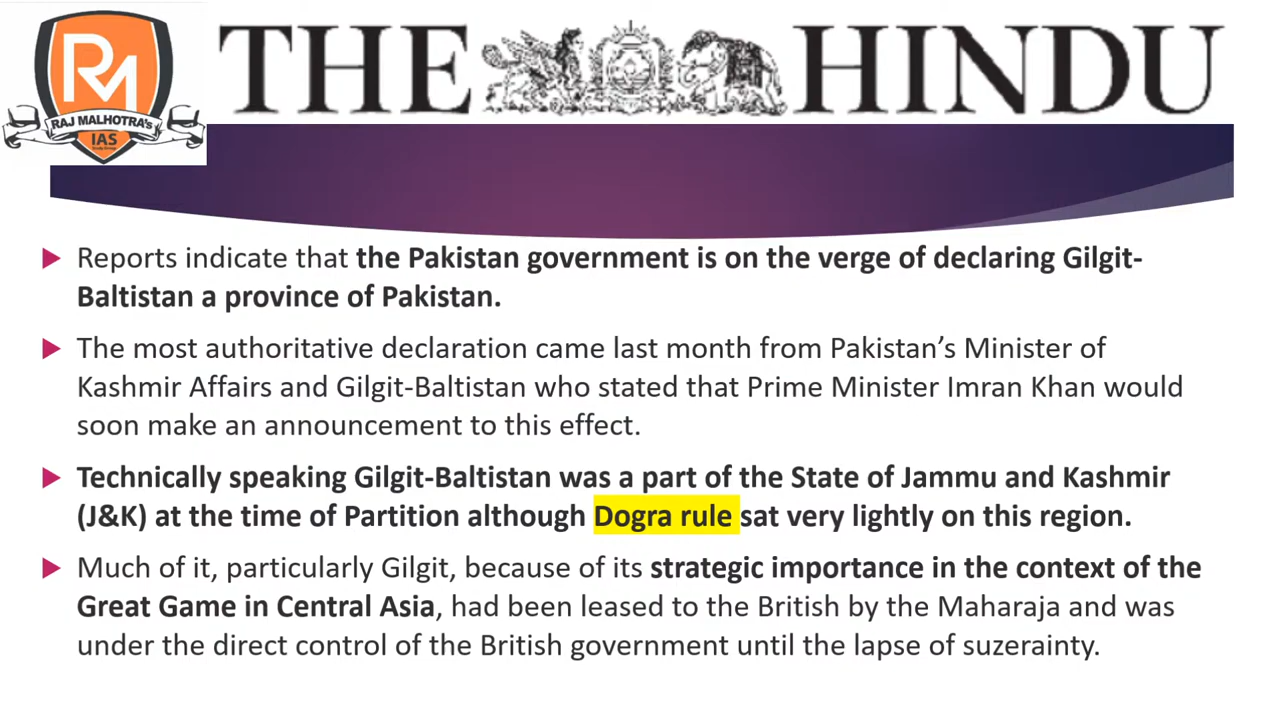 RM
RAJ MALHOTRA'S
IAS
THE HINDU
Reports indicate that the Pakistan government is on the verge of declaring Gilgit-
Baltistan a province of Pakistan.
The most authoritative declaration came last month from Pakistan’s Minister of
Kashmir Affairs and Gilgit-Baltistan who stated that Prime Minister Imran Khan would
soon make an announcement to this effect.
Technically speaking Gilgit-Baltistan was a part of the State of Jammu and Kashmir
(J&K) at the time of Partition although Dogra rule sat very lightly on this region.
Much of it, particularly Gilgit, because of its strategic importance in the context of the
Great Game in Central Asia, had been leased to the British by the Maharaja and was
under the direct control of the British government until the lapse of suzerainty.